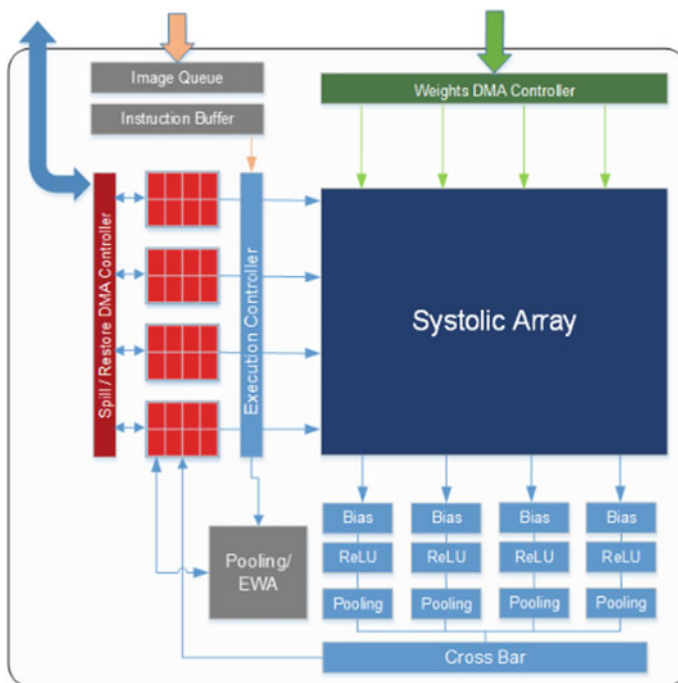 Image Queue
Weights DMA Controller
Instruction Buffer
Spill / Restore DMA Controller
Execution Controller
Systolic Array
Bias
Bias
Bias
Bias
ReLU
ReLU
ReLU
ReLU
Pooling/
EWA
Pooling
Pooling
Pooling
Pooling
Cross Bar